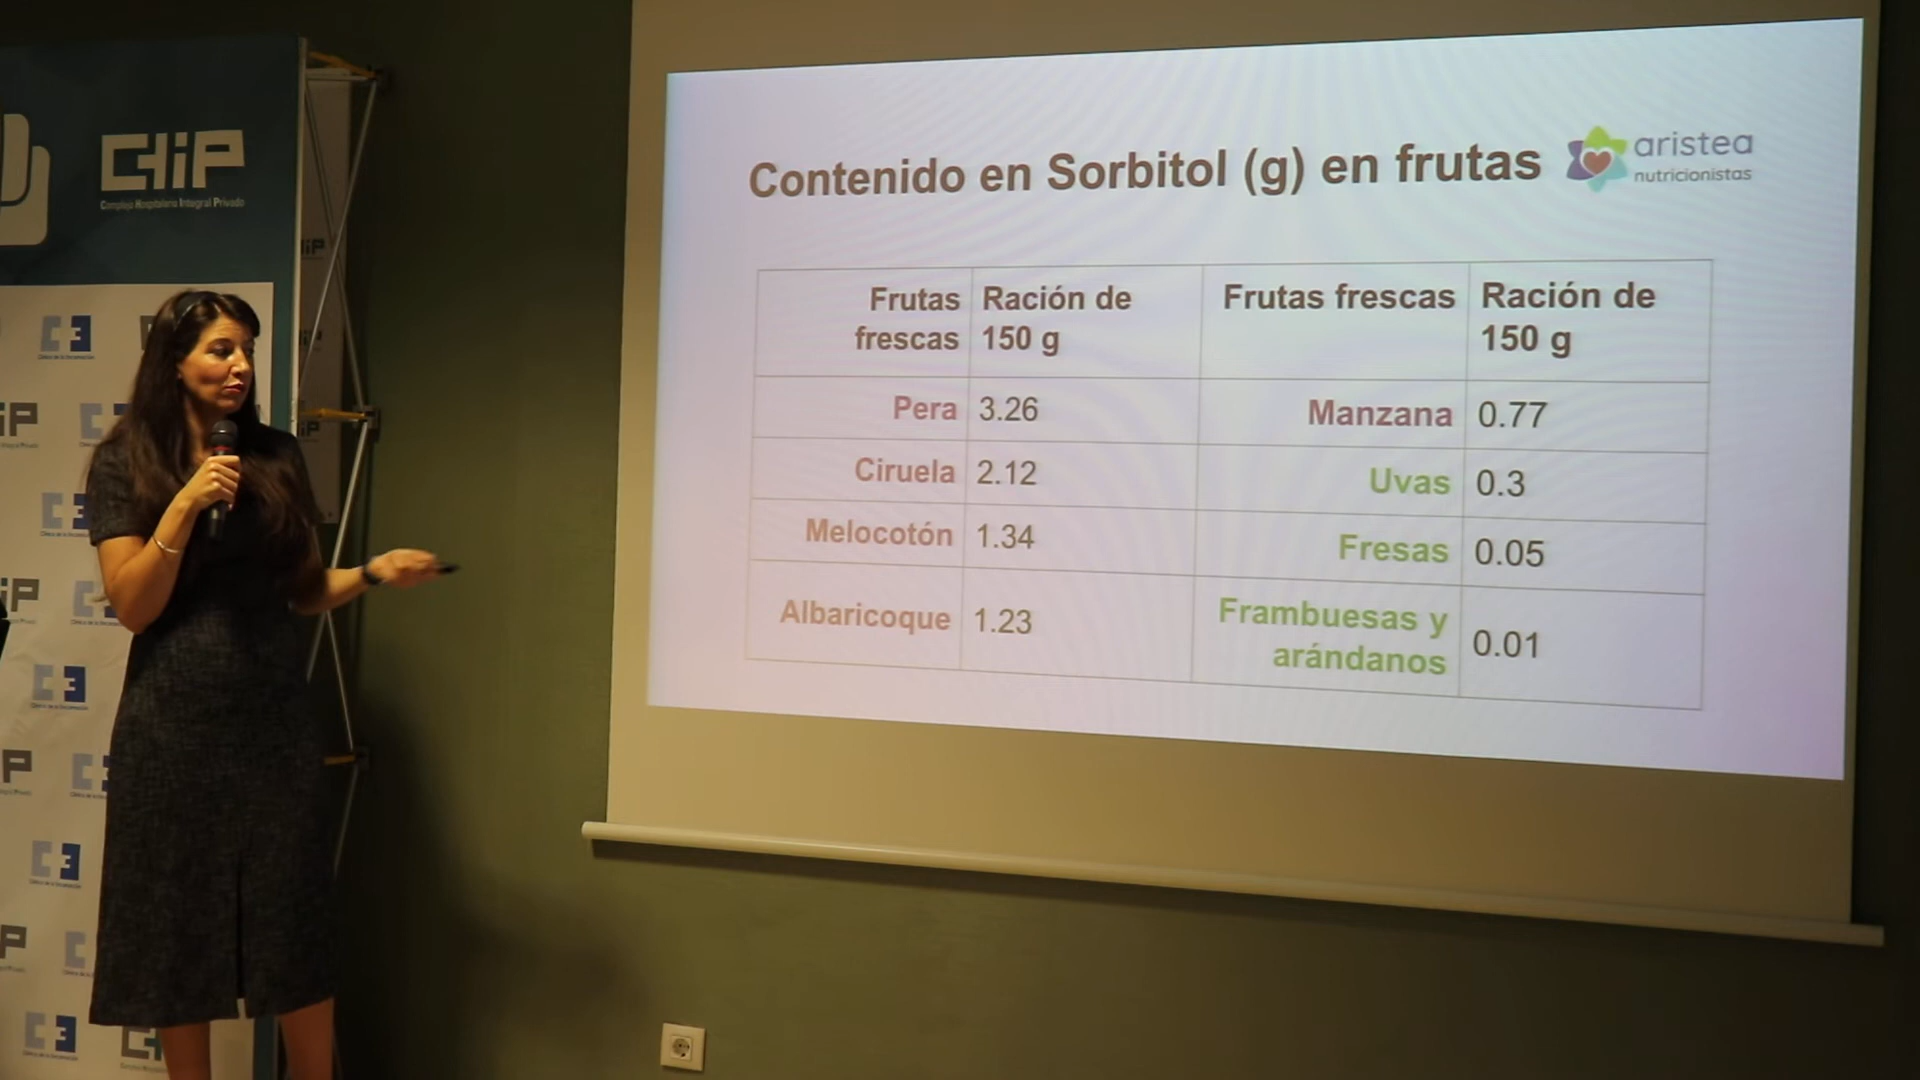 CHiP
Complejo Hospitalario Integral Privado
Contenido en Sorbitol (g) en frutas
aristea
nutricionistas
Frutas frescas
Ración de 150 g
Frutas frescas
Ración de 150 g
Pera 3.26 Manzana 0.77
Ciruela 2.12 Uvas 0.3
Melocotón 1.34 Fresas 0.05
Albaricoque 1.23 Frambuesas y arándanos 0.01